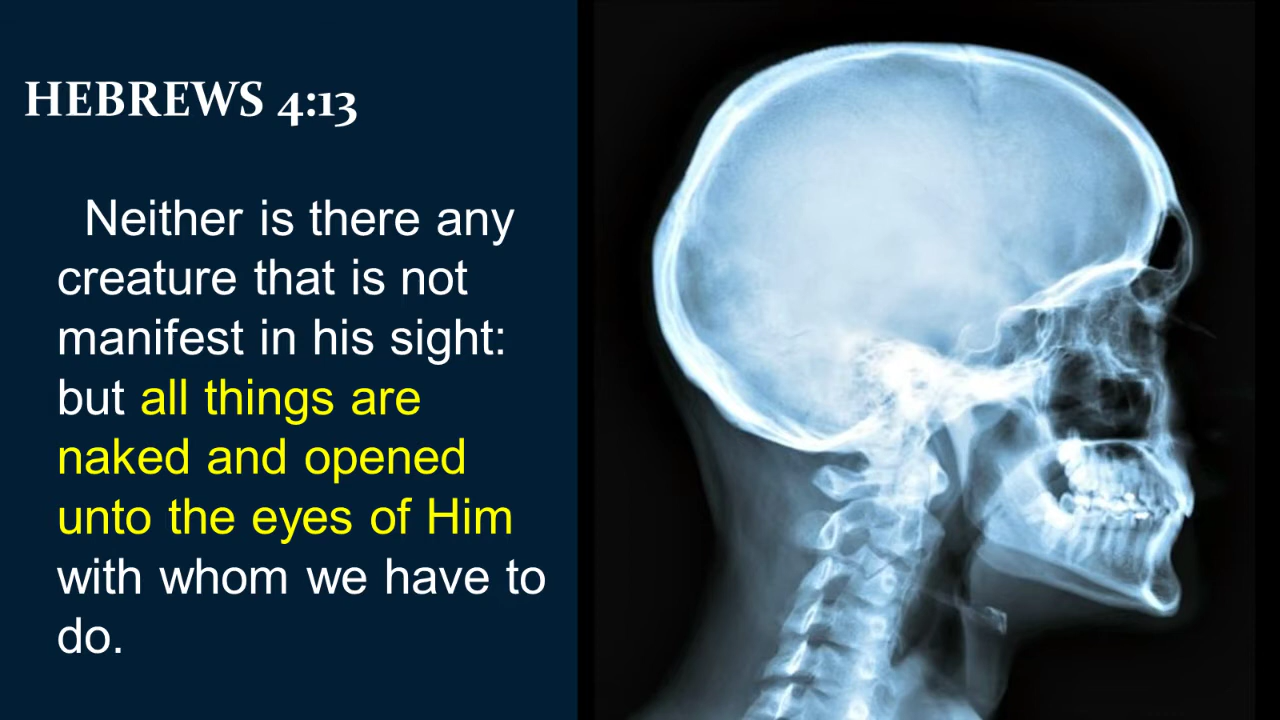 HEBREWS 4:13
Neither is there any
creature that is not
manifest in his sight:
but all things are
naked and opened
unto the eyes of Him
with whom we have to
do.